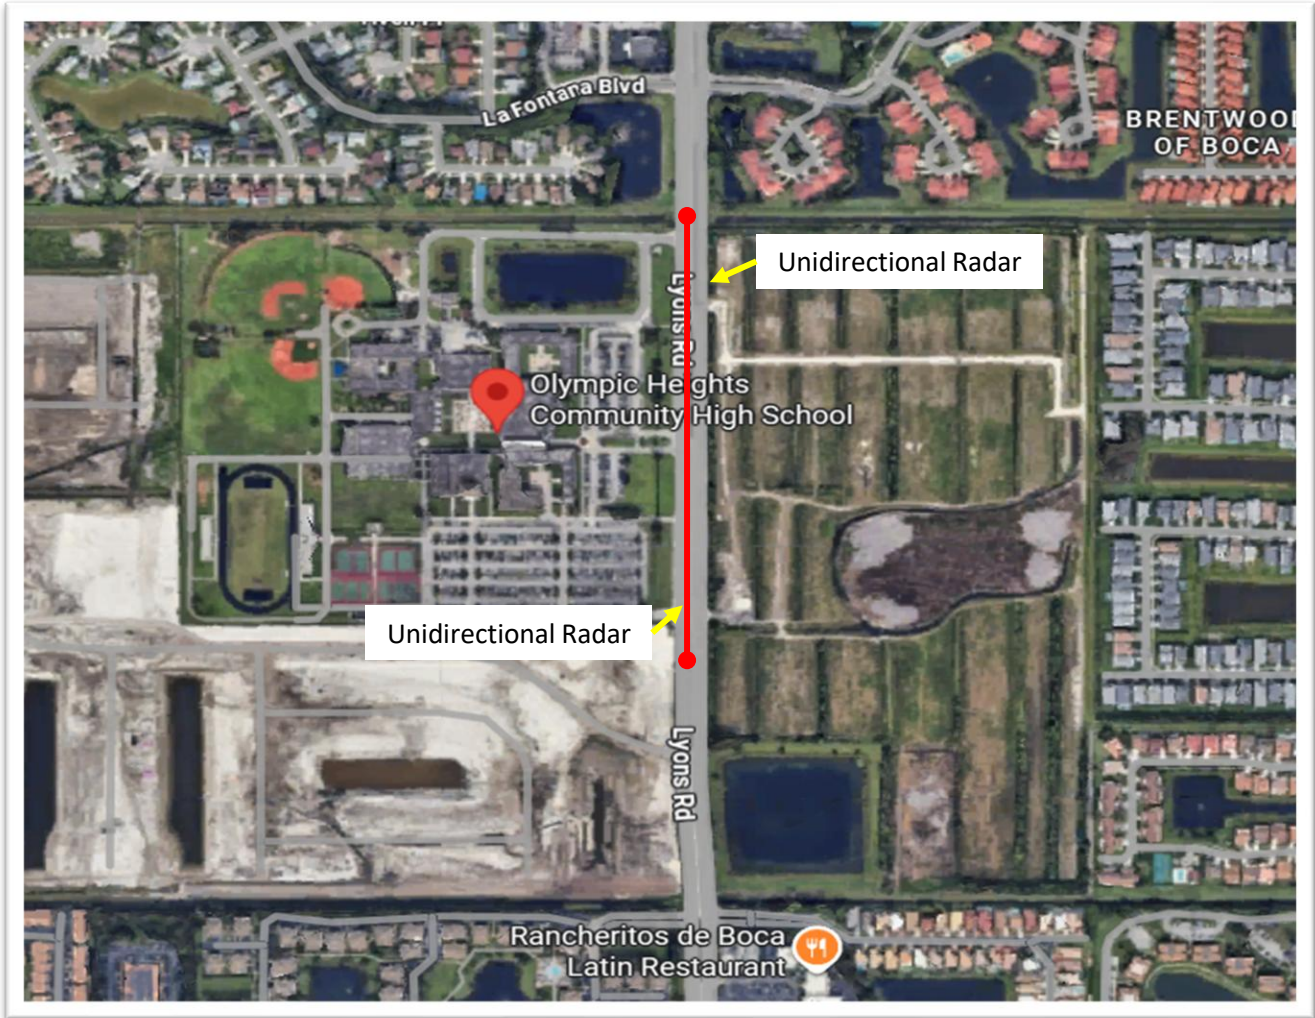 La Fontana Blvd
BRENTWOOD
OF BOCA
Unidirectional Radar
Lyons Rd
Olympic Heights
Community High School
Unidirectional Radar
Lyons Rd
Rancheritos de Boca
Latin Restaurant